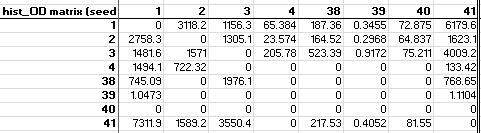 hist_OD matrix (seed 1 2 3 4 38 39 40 41
1 0 3118.2 1156.3 65.384 187.36 0.3455 72.875 6179.6
2 2758.3 0 1305.1 23.574 164.52 0.2968 64.837 1623.1
3 1481.6 1571 0 205.78 523.39 0.9172 75.211 4009.2
4 1494.1 722.32 0 0 0 0 0 133.42
38 745.09 0 1976.1 0 0 0 0 768.65
39 1.0473 0 0 0 0 0 0 1.1104
40 0 0 0 0 0 0 0 0
41 7311.9 1589.2 3550.4 0 217.53 0.4052 81.55 0